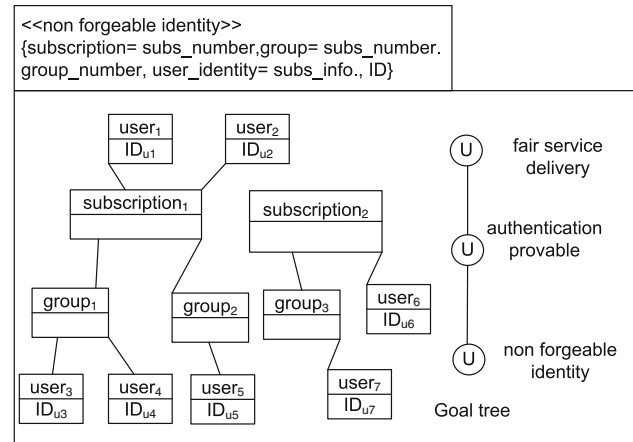 <<non forgeable identity>>
{subscription= subs_number,group= subs_number.
group_number, user_identity= subs_info., ID}
user1
IDu1
user2
IDu2
subscription1
subscription2
group1
group2
group3
user6
IDu6
user3
IDu3
user4
IDu4
user5
IDu5
user7
IDu7
U
fair service
delivery
U
authentication
provable
U
non forgeable
identity
Goal tree